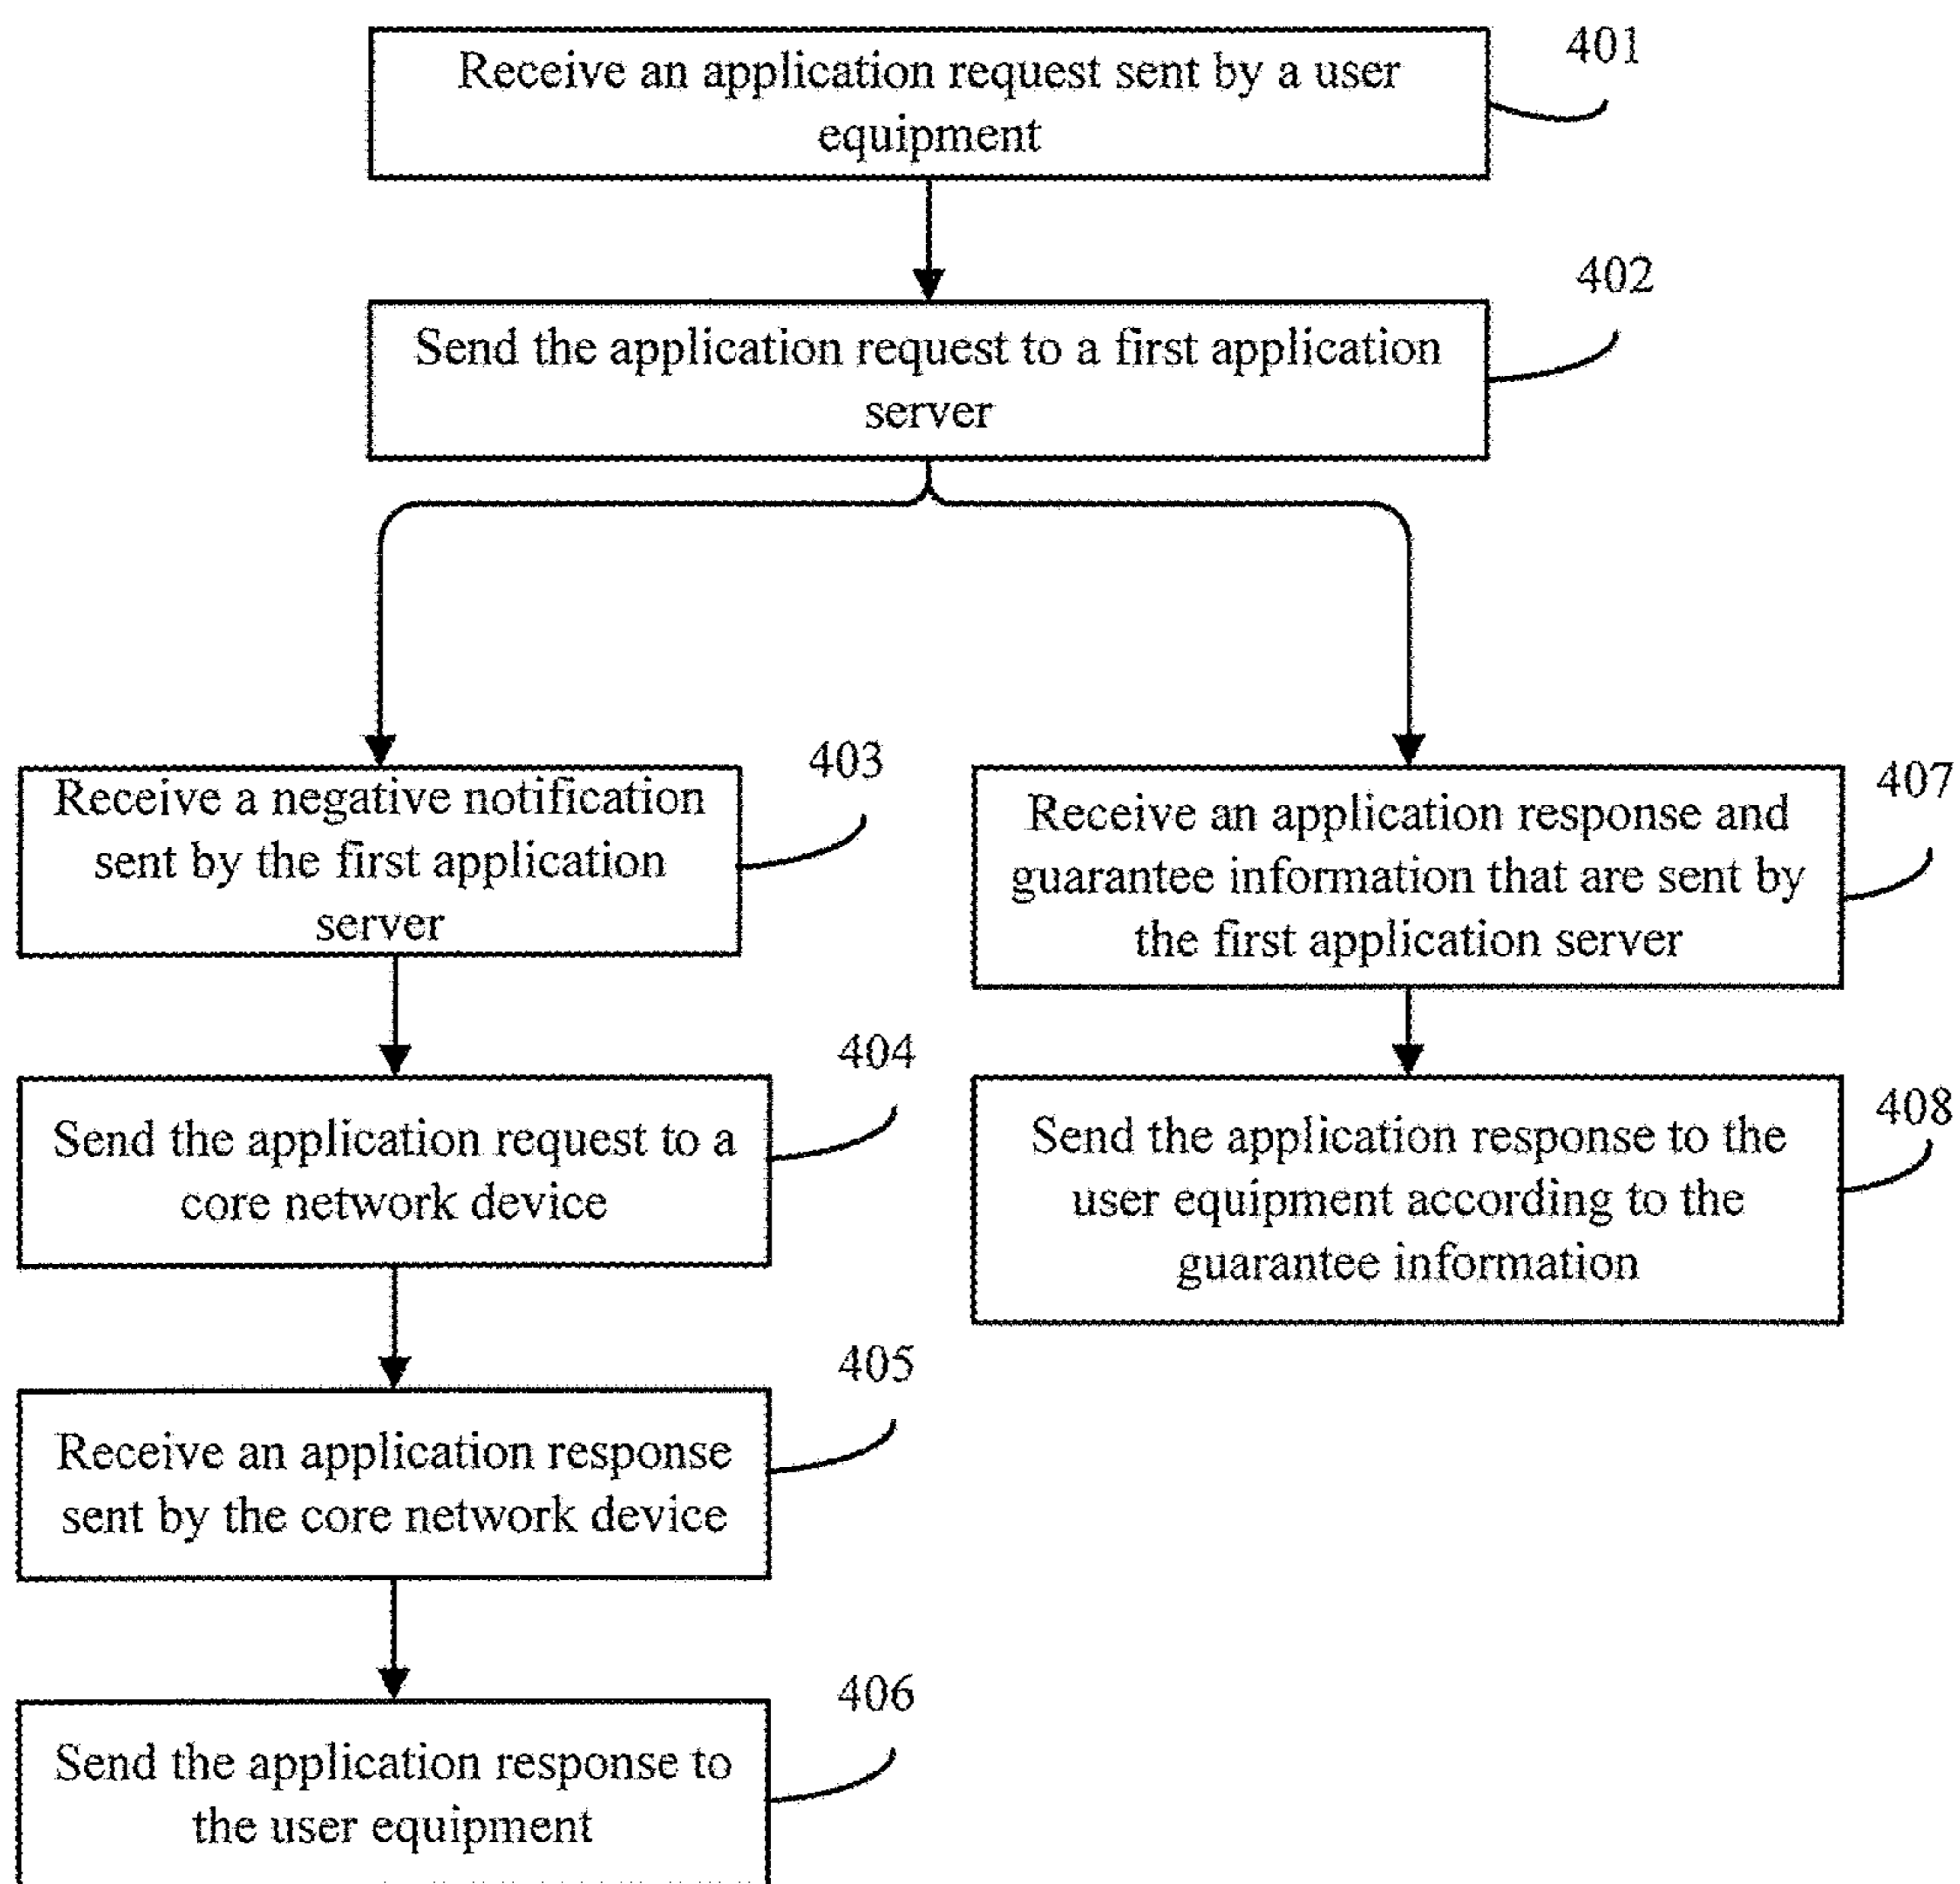 Receive an application request sent by a user
equipment
401
Send the application request to a first application
server
402
Receive a negative notification
sent by the first application
server
403
Send the application request to a
core network device
404
Receive an application response
sent by the core network device
405
Send the application response to
the user equipment
406
Receive an application response and
guarantee information that are sent by
the first application server
407
Send the application response to the
user equipment according to the
guarantee information
408